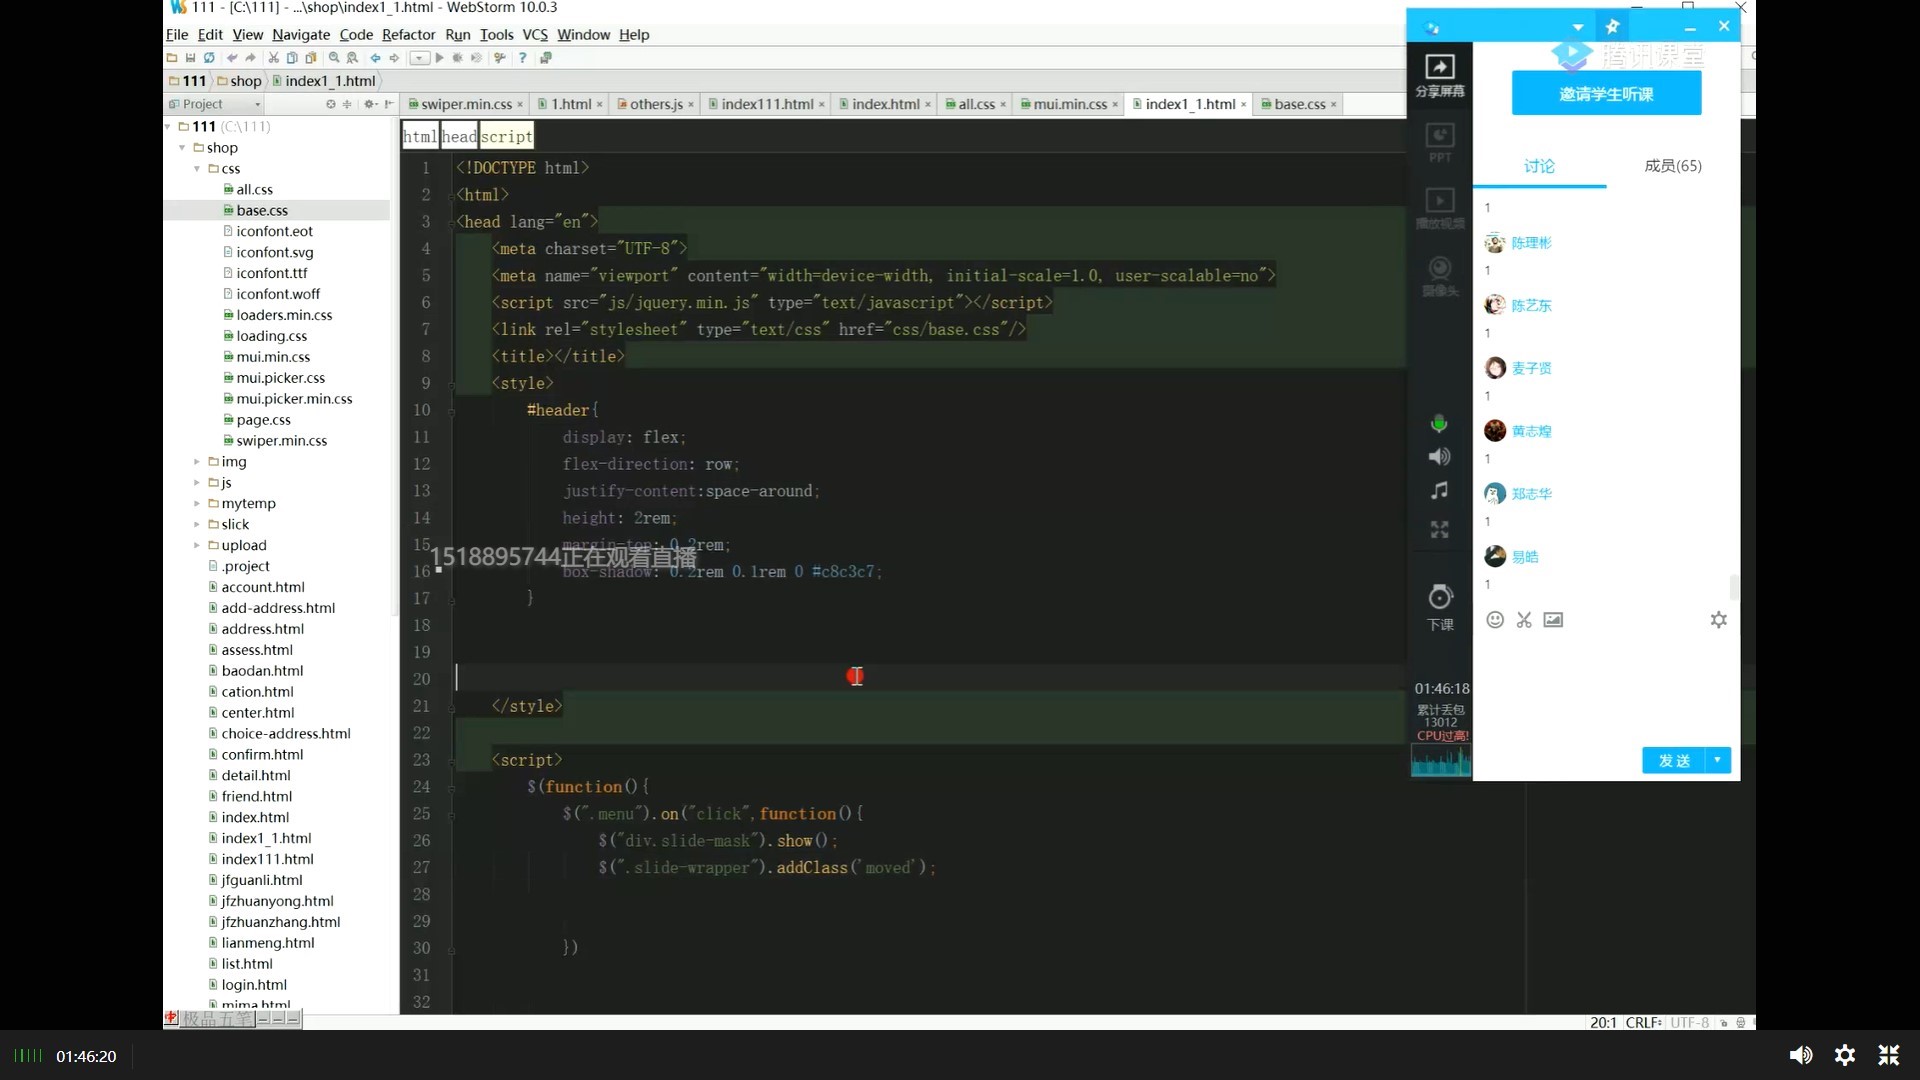 111 - [C:\111] - ...\shop\index1_1.html - WebStorm 10.0.3
File Edit View Navigate Code Refactor Run Tools VCS Window Help
111 shop index1_1.html
Project
swiper.min.css × 1.html × others.js × index111.html × index.html × all.css × mui.min.css × index1_1.html × base.css ×
111 (C:\111)
shop
css
all.css
base.css
iconfont.eot
iconfont.svg
iconfont.ttf
iconfont.woff
loaders.min.css
loading.css
mui.min.css
mui.picker.css
mui.picker.min.css
page.css
swiper.min.css
img
js
mytemp
slick
upload
.project
account.html
add-address.html
address.html
assess.html
baodan.html
cation.html
center.html
choice-address.html
confirm.html
detail.html
friend.html
index.html
index1_1.html
index111.html
jfguanli.html
jfzhuanyong.html
jfzhuanzhang.html
lianmeng.html
list.html
login.html
mima.html
中 极品五笔
html head script
1 <!DOCTYPE html>
2 <html>
3 <head lang="en">
4 <meta charset="UTF-8">
5 <meta name="viewport" content="width=device-width, initial-scale=1.0, user-scalable=no">
6 <script src="js/jquery.min.js" type="text/javascript"></script>
7 <link rel="stylesheet" type="text/css" href="css/base.css"/>
8 <title></title>
9 <style>
10 #header{
11 display: flex;
12 flex-direction: row;
13 justify-content:space-around;
14 height: 2rem;
15 margin-top: 0.2rem;
1518895744正在观看直播
16 box-shadow: 0.2rem 0.1rem 0 #c8c3c7;
17 }
18
19
20
21 </style>
22
23 <script>
24 $(function(){
25 $(".menu").on("click",function(){
26 $("div.slide-mask").show();
27 $(".slide-wrapper").addClass('moved');
28
29
30 })
31
32
20:1 CRLF UTF-8
分享屏幕
PPT
播放视频
摄像头
下课
01:46:18
累计丢包
13012
CPU过高!
腾讯课堂
邀请学生听课
讨论 成员(65)
1
陈理彬
1
陈艺东
1
麦子贤
1
黄志煌
1
郑志华
1
易皓
1
发送
01:46:20